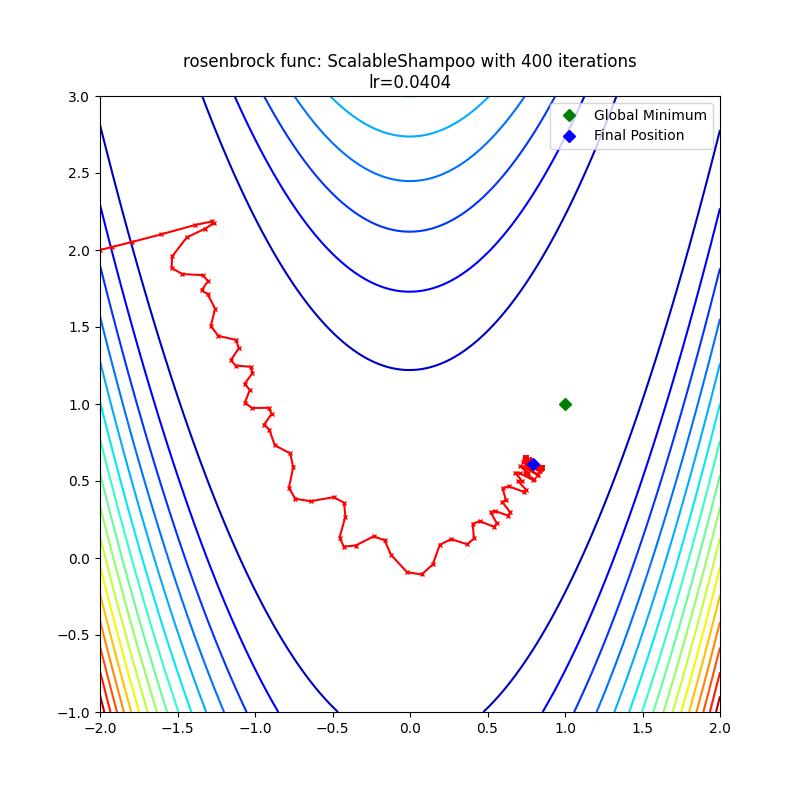 rosenbrock func: ScalableShampoo with 400 iterations
lr=0.0404
Global Minimum
Final Position
3.0
2.5
2.0
1.5
1.0
0.5
0.0
−0.5
−1.0
−2.0 −1.5 −1.0 −0.5 0.0 0.5 1.0 1.5 2.0